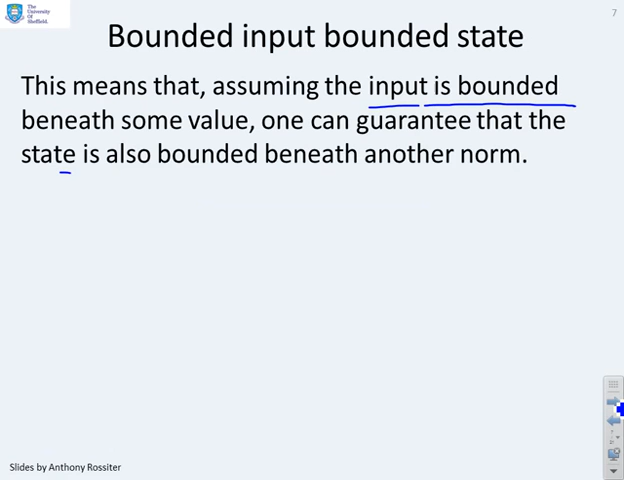 The
University
Of
Sheffield.
7
Bounded input bounded state
This means that, assuming the input is bounded
beneath some value, one can guarantee that the
state is also bounded beneath another norm.
Slides by Anthony Rossiter